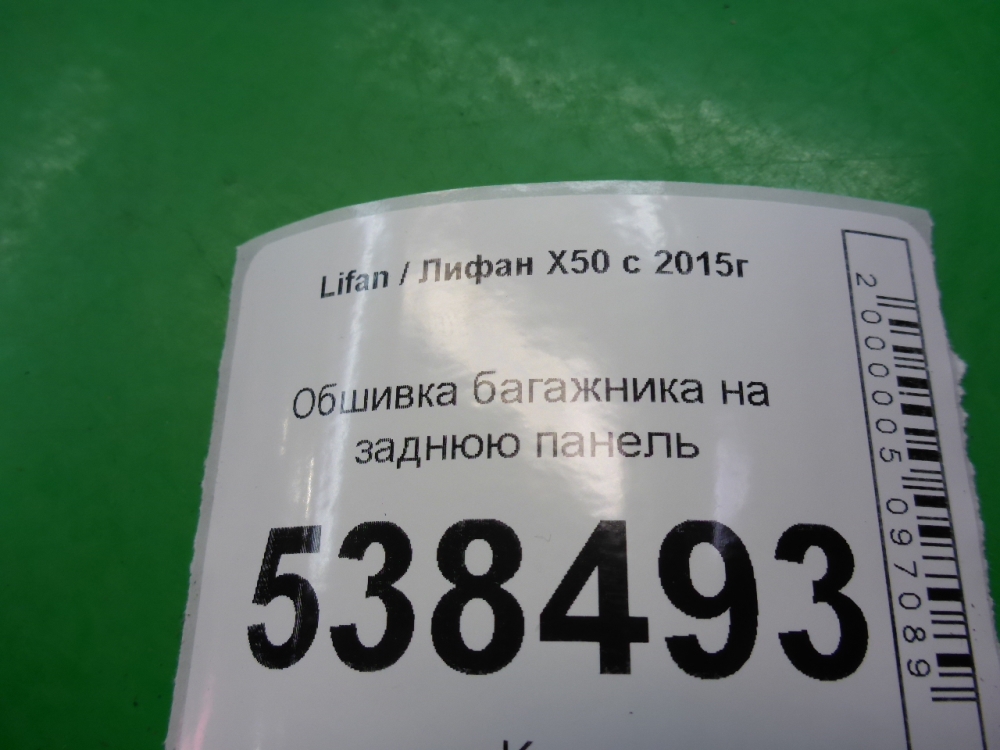 Lifan / Лифан X50 с 2015г
Обшивка багажника на
заднюю панель
538493
2000005097089